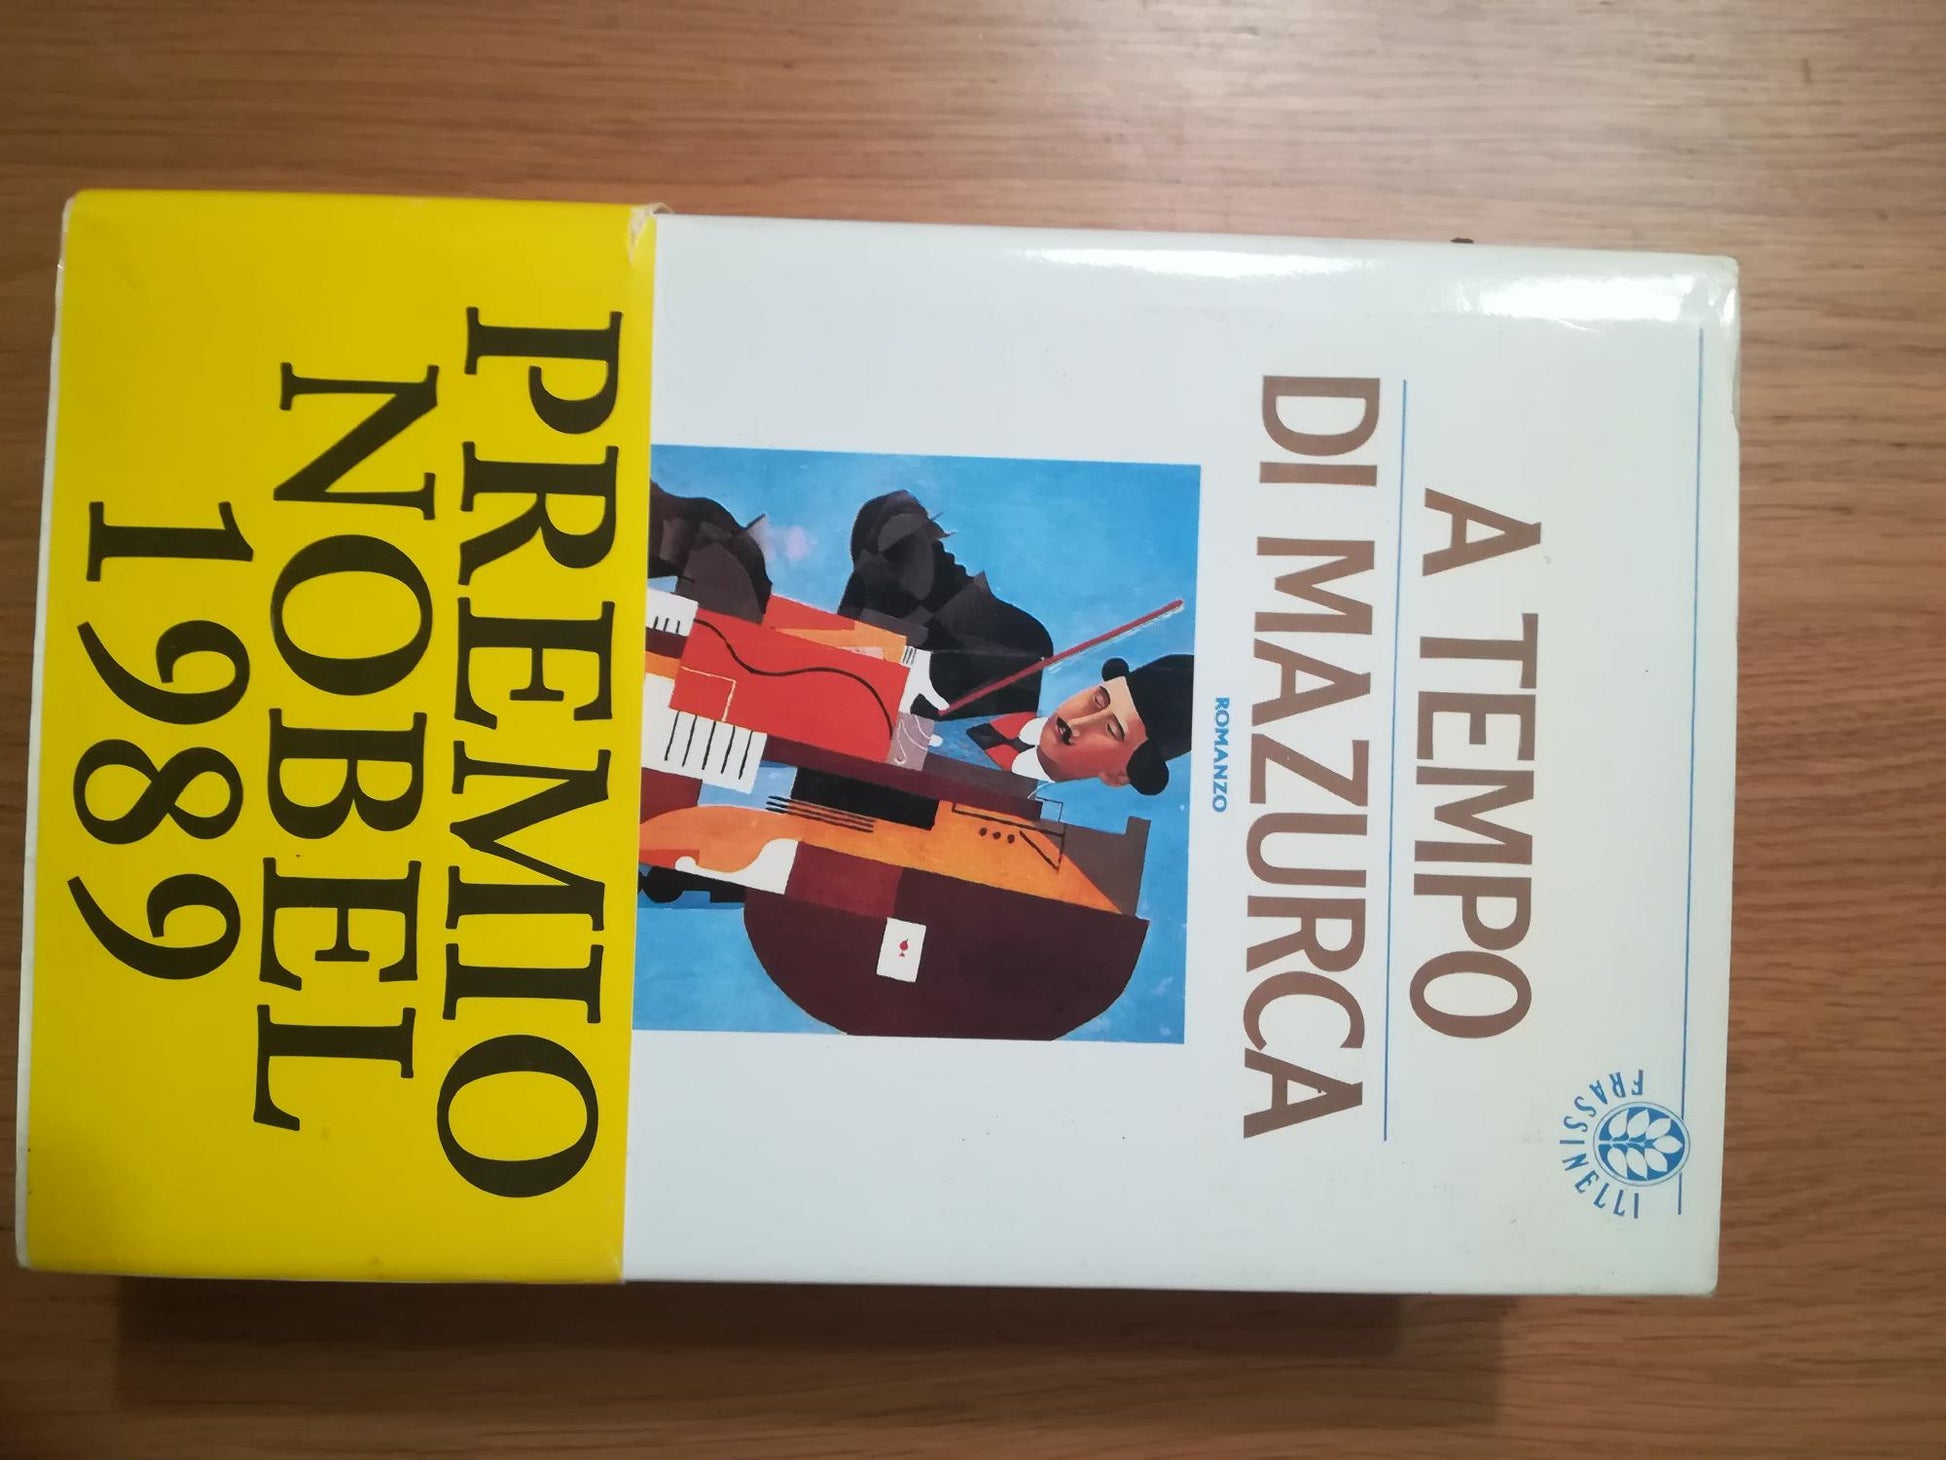 FRASSINELLI
A TEMPO
DI MAZURCA
ROMANZO
PREMIO
NOBEL
1989